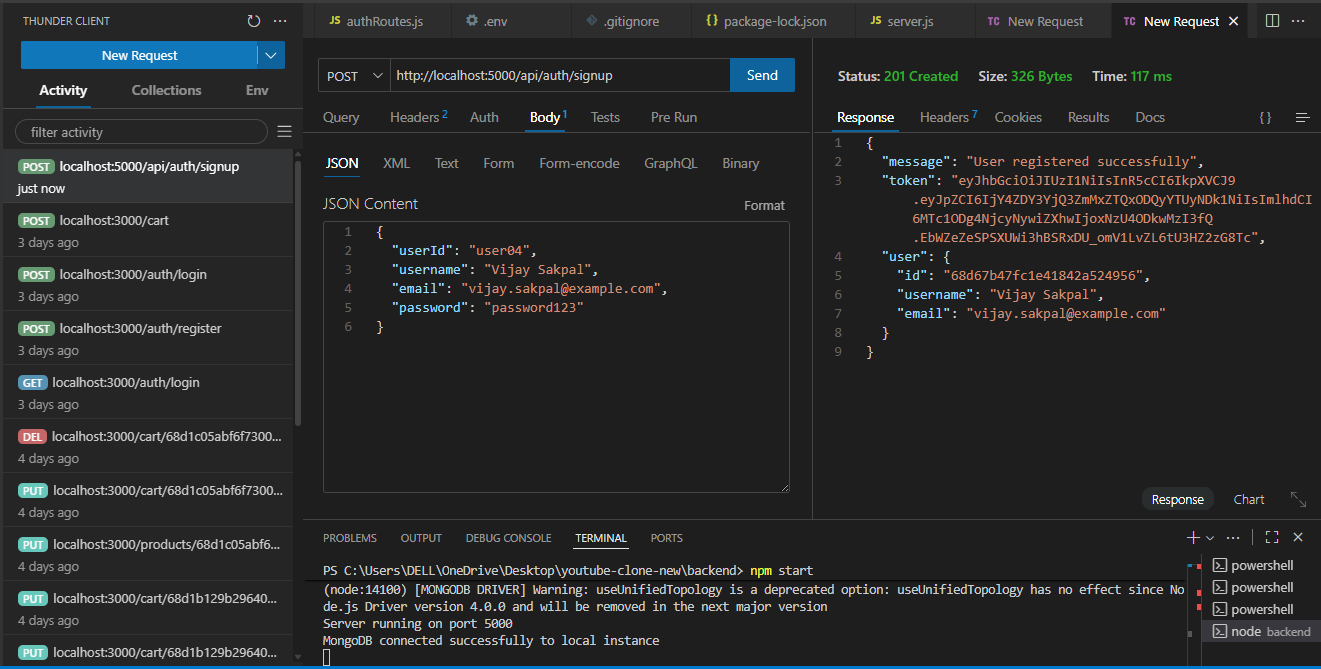 THUNDER CLIENT
New Request
Activity Collections Env
filter activity
POST localhost:5000/api/auth/signup
just now
POST localhost:3000/cart
3 days ago
POST localhost:3000/auth/login
3 days ago
POST localhost:3000/auth/register
3 days ago
GET localhost:3000/auth/login
3 days ago
DEL localhost:3000/cart/68d1c05abf6f7300...
4 days ago
PUT localhost:3000/cart/68d1c05abf6f7300...
4 days ago
PUT localhost:3000/products/68d1c05abf6...
4 days ago
PUT localhost:3000/cart/68d1b129b29640...
4 days ago
PUT localhost:3000/cart/68d1b129b29640...
JS authRoutes.js .env .gitignore {} package-lock.json JS server.js TC New Request TC New Request
POST http://localhost:5000/api/auth/signup Send
Query Headers 2 Auth Body 1 Tests Pre Run
JSON XML Text Form Form-encode GraphQL Binary
JSON Content Format
1 {
2 "userId": "user04",
3 "username": "Vijay Sakpal",
4 "email": "vijay.sakpal@example.com",
5 "password": "password123"
6 }
Status: 201 Created Size: 326 Bytes Time: 117 ms
Response Headers 7 Cookies Results Docs {}
1 {
2 "message": "User registered successfully",
3 "token": "eyJhbGciOiJIUzI1NiIsInR5cCI6IkpXVCJ9
.eyJpZCI6IjY4ZDY3YjQ3ZmMxZTQxODQyYTUyNDk1NiIsImlhdCI
6MTc1ODg4NjcyNywiZXhwIjoxNzU4ODkwMzI3fQ
.EbWZeZeSPSXUWi3hBSRxDU_omV1LvZL6tU3HZ2zG8Tc",
4 "user": {
5 "id": "68d67b47fc1e41842a524956",
6 "username": "Vijay Sakpal",
7 "email": "vijay.sakpal@example.com"
8 }
9 }
Response Chart
PROBLEMS OUTPUT DEBUG CONSOLE TERMINAL PORTS
PS C:\Users\DELL\OneDrive\Desktop\youtube-clone-new\backend> npm start
(node:14100) [MONGODB DRIVER] Warning: useUnifiedTopology is a deprecated option: useUnifiedTopology has no effect since No
de.js Driver version 4.0.0 and will be removed in the next major version
Server running on port 5000
MongoDB connected successfully to local instance
powershell
powershell
powershell
node backend